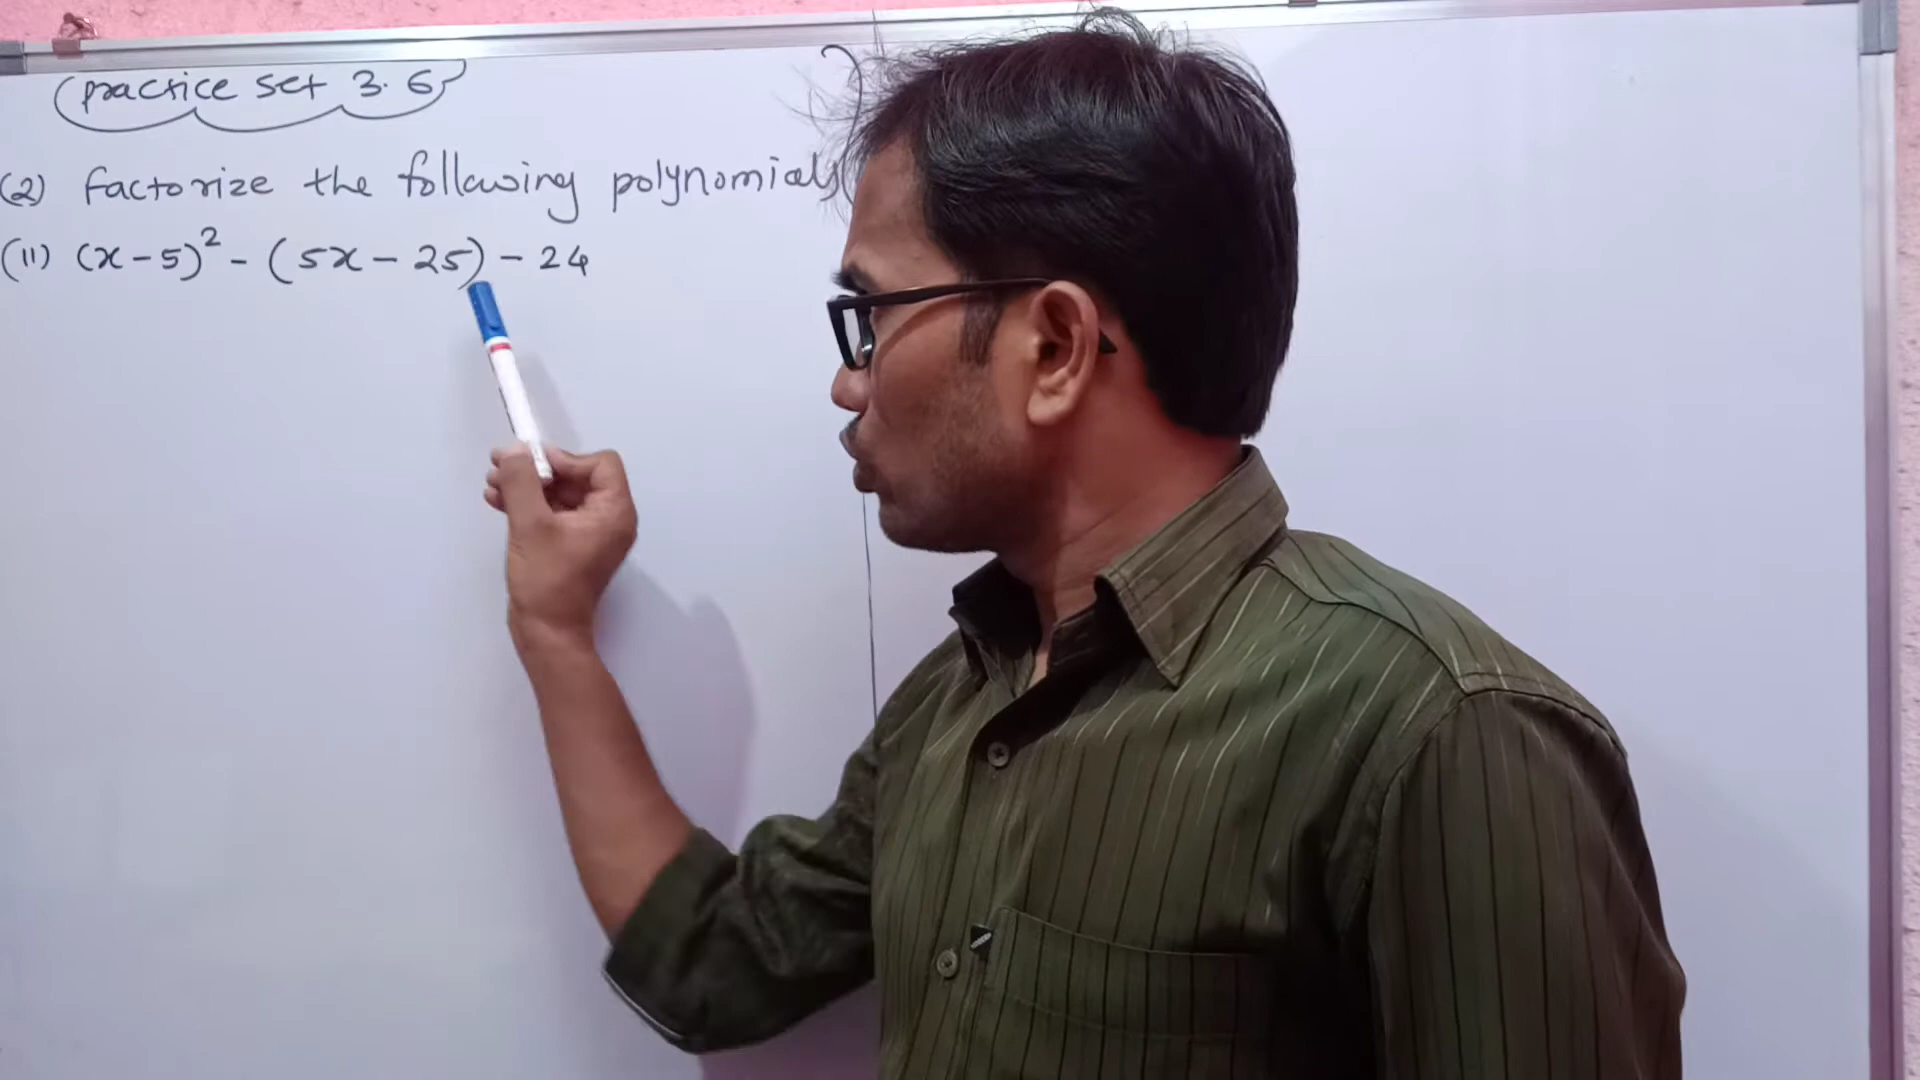 practice set 3.6
(2) Factorize the following polynomials
(11) (x-5)² - (5x - 25) - 24